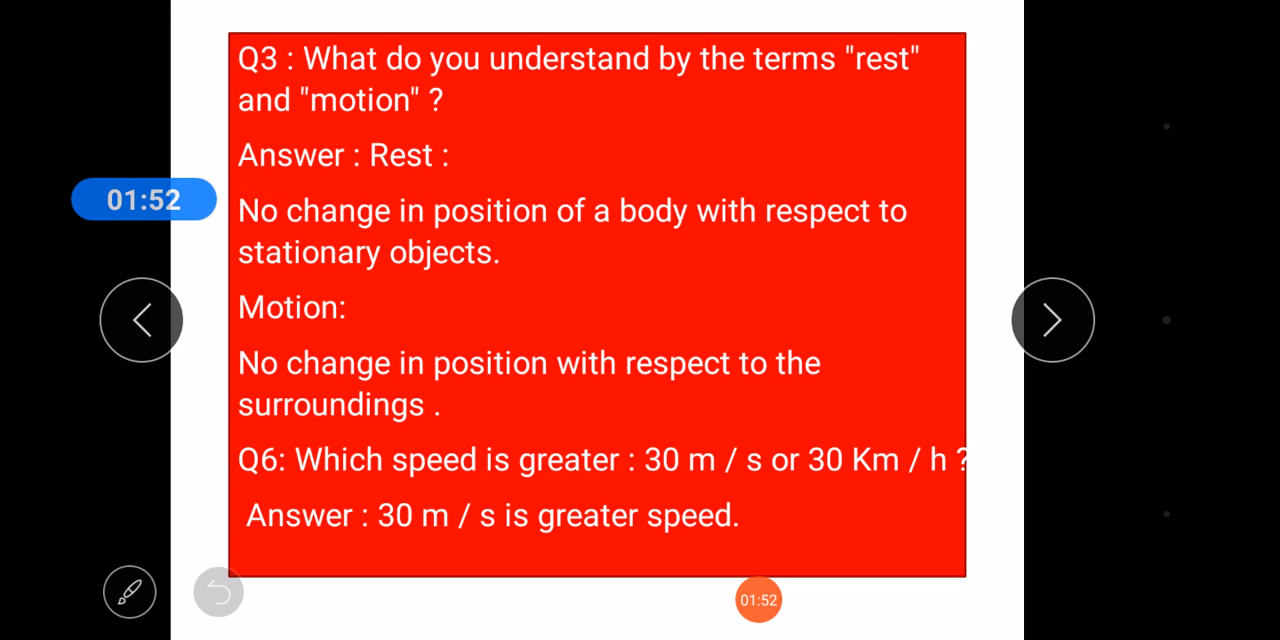 Q3 : What do you understand by the terms "rest"
and "motion" ?
Answer : Rest :
01:52
No change in position of a body with respect to
stationary objects.
Motion:
No change in position with respect to the
surroundings .
Q6: Which speed is greater : 30 m / s or 30 Km / h ?
Answer : 30 m / s is greater speed.
01:52